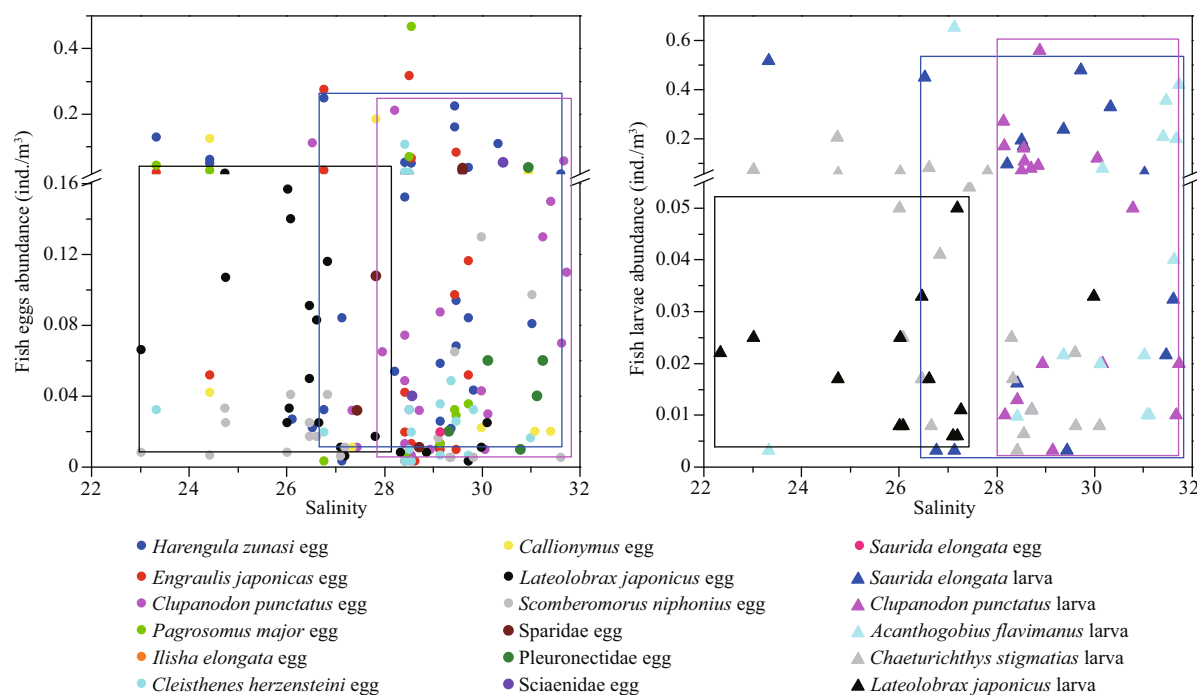 0.4
0.2
0.16
0.12
0.08
0.04
0
Fish eggs abundance (ind./m³)
22 24 26 28 30 32
Salinity
0.6
0.4
0.2
0.05
0.04
0.03
0.02
0.01
0
Fish larvae abundance (ind./m³)
22 24 26 28 30 32
Salinity
Harengula zunasi egg
Engraulis japonicas egg
Clupanodon punctatus egg
Pagrosomus major egg
Ilisha elongata egg
Cleisthenes herzensteini egg
Callionymus egg
Lateolobrax japonicus egg
Scomberomorus niphonius egg
Sparidae egg
Pleuronectidae egg
Sciaenidae egg
Saurida elongata egg
Saurida elongata larva
Clupanodon punctatus larva
Acanthogobius flavimanus larva
Chaeturichthys stigmatias larva
Lateolobrax japonicus larva